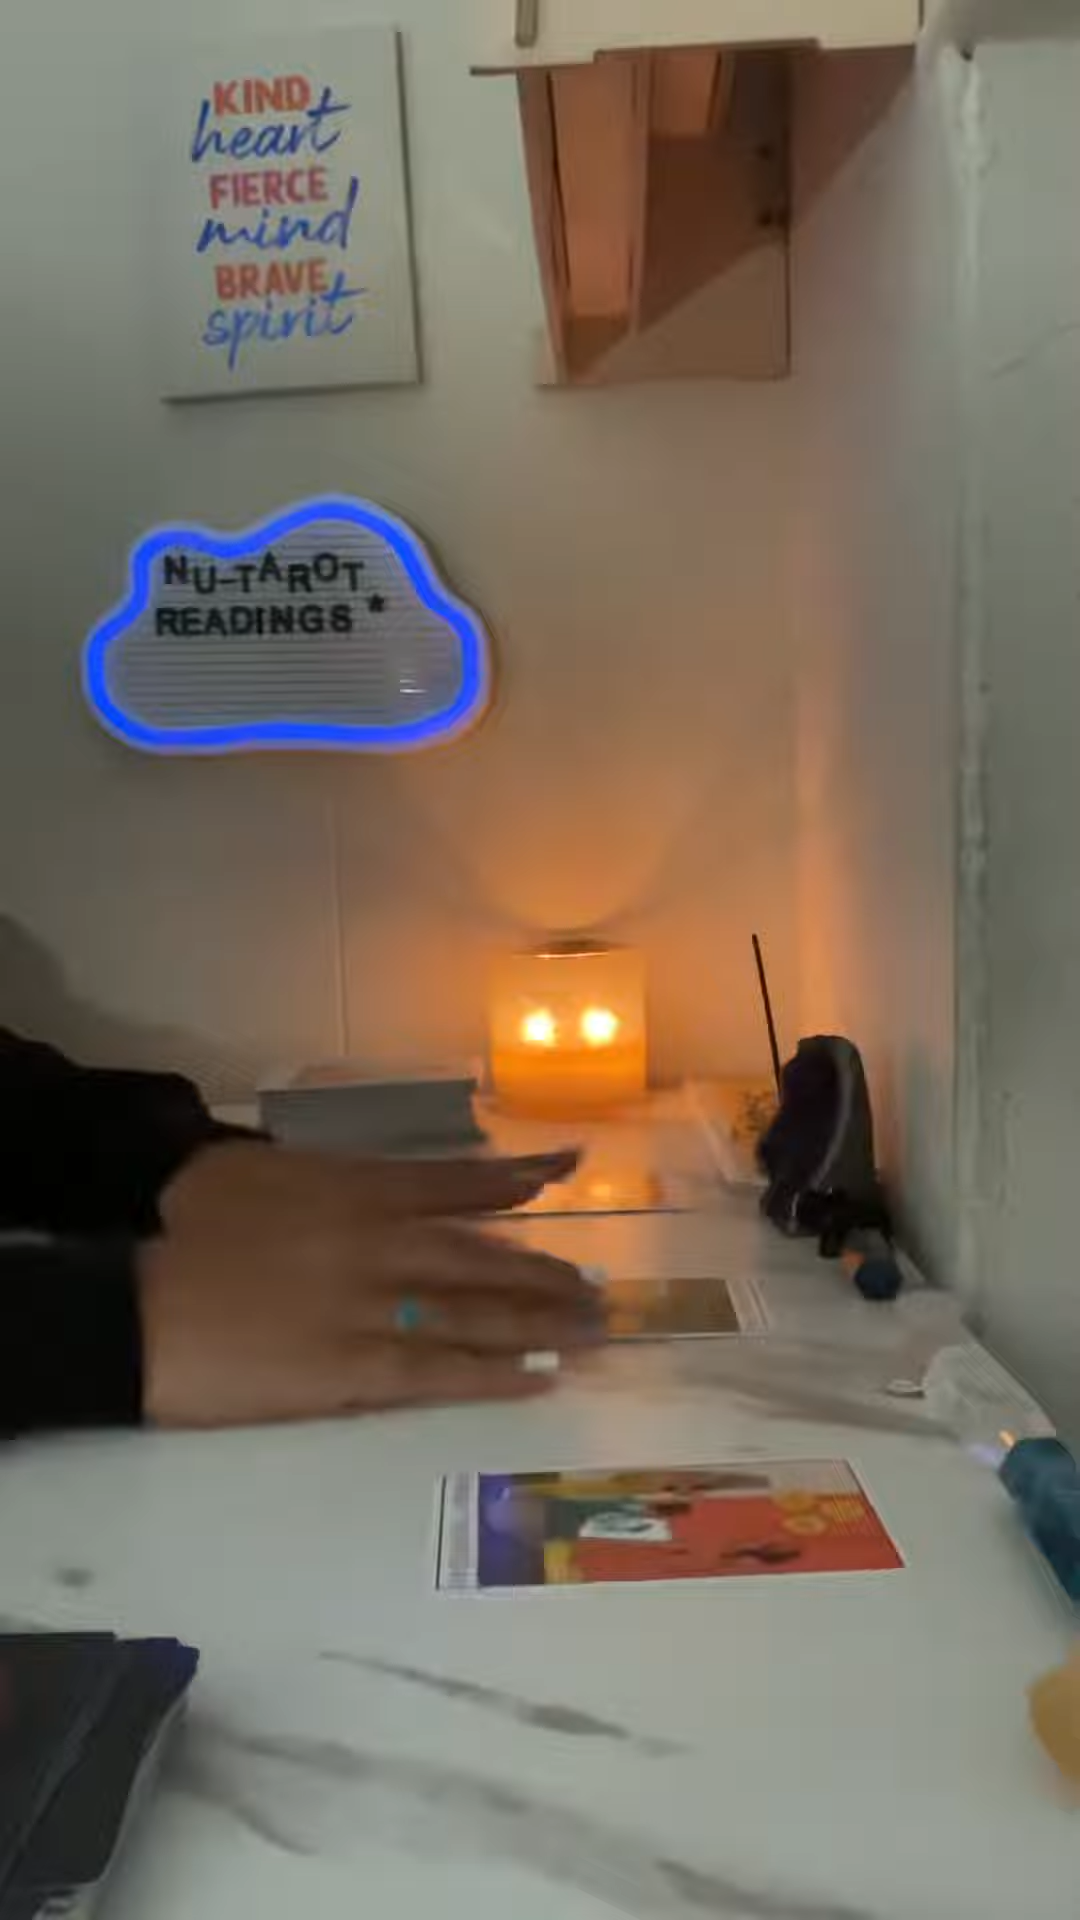 KIND
heart
FIERCE
mind
BRAVE
spirit
NU-TAROT
READINGS *